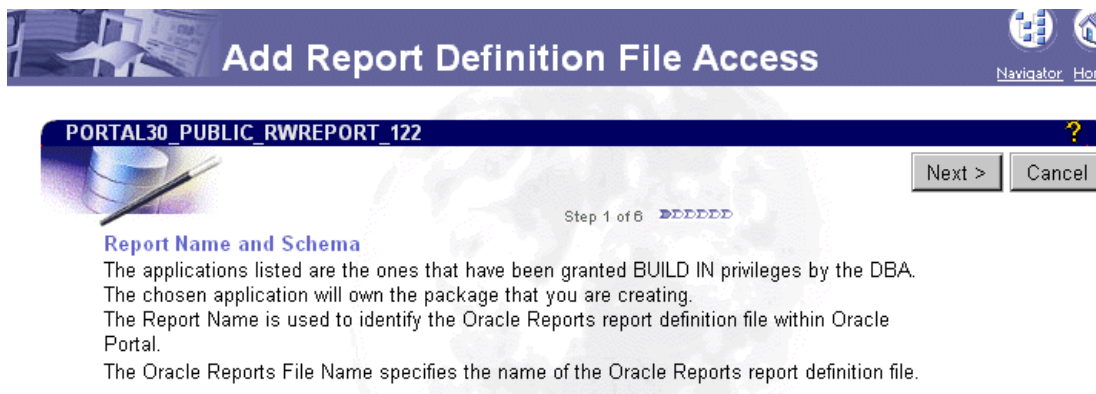 Add Report Definition File Access
Navigator
PORTAL30_PUBLIC_RWREPORT_122
?
Next >
Cancel
Step 1 of 6
Report Name and Schema
The applications listed are the ones that have been granted BUILD IN privileges by the DBA.
The chosen application will own the package that you are creating.
The Report Name is used to identify the Oracle Reports report definition file within Oracle
Portal.
The Oracle Reports File Name specifies the name of the Oracle Reports report definition file.